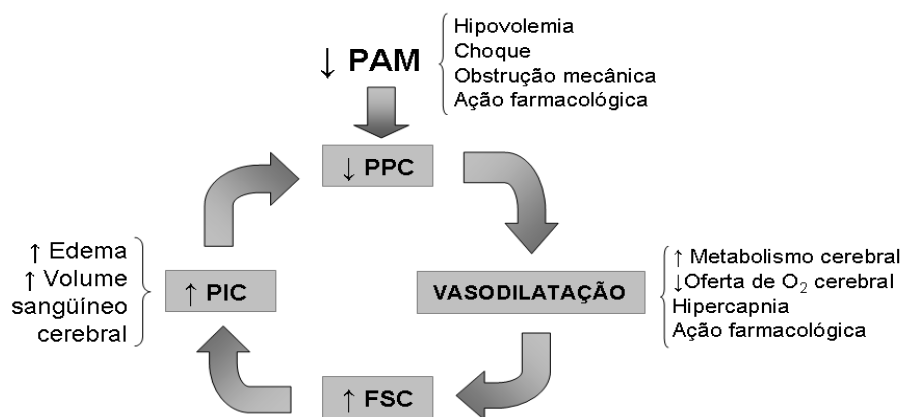 ↓ PAM
Hipovolemia
Choque
Obstrução mecânica
Ação farmacológica
↓ PPC
↑ Edema
↑ Volume
sangüíneo
cerebral
↑ PIC
VASODILATAÇÃO
↑ Metabolismo cerebral
↓Oferta de O₂ cerebral
Hipercapnia
Ação farmacológica
↑ FSC